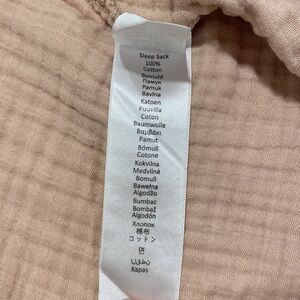 Sleep Sack
100%
Cotton
Bomuld
Памук
Pamuk
Bavlna
Katoen
Puuvilla
Coton
Baumwolle
Βαμβάκι
Pamut
Bómull
Cotone
Kokvilna
Medvilnė
Bomull
Bawełna
Algodão
Bumbac
Bombaž
Algodón
Хлопок
棉布
コットン
면
Kapas